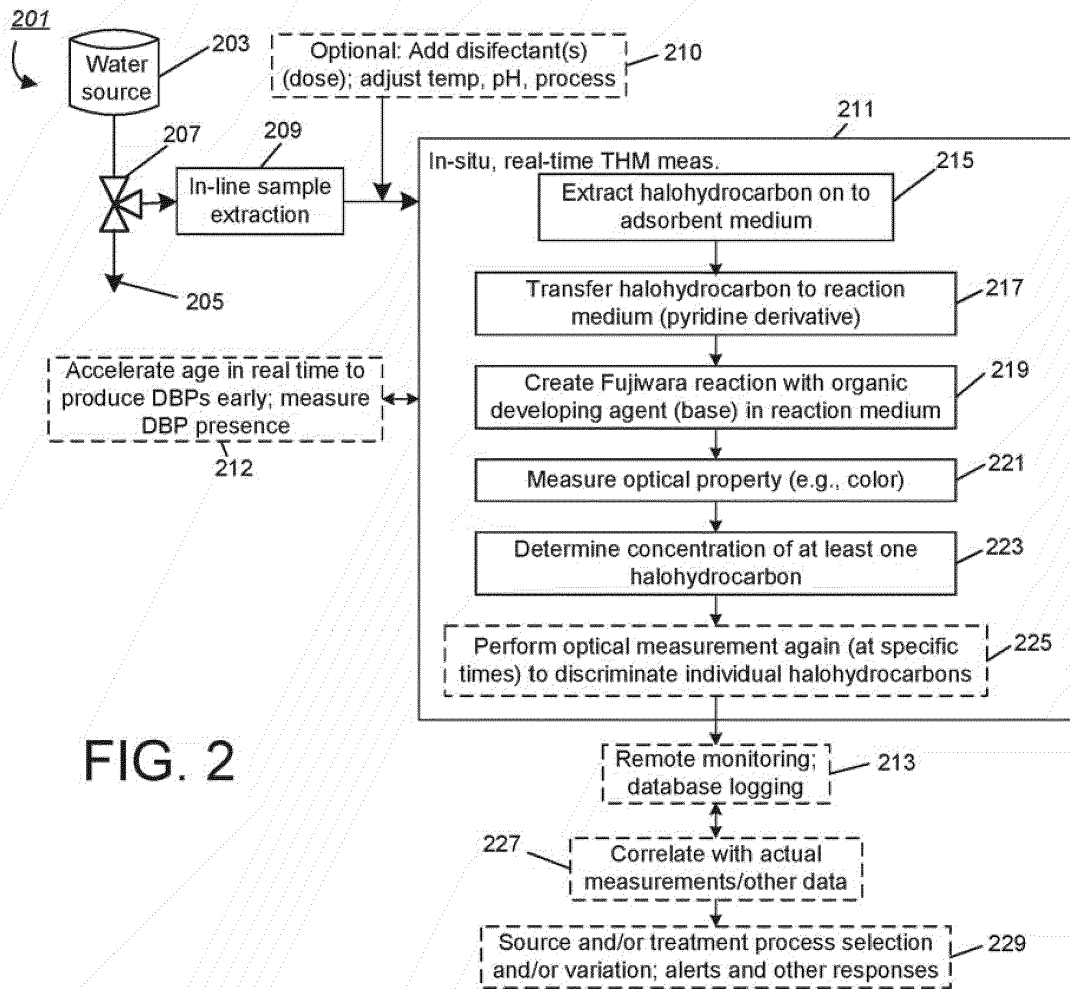 201
203
Water
source
Optional: Add disifectant(s)
(dose); adjust temp, pH, process
210
207
209
In-line sample
extraction
205
211
In-situ, real-time THM meas.
215
Extract halohydrocarbon on to
adsorbent medium
Transfer halohydrocarbon to reaction
medium (pyridine derivative)
217
Accelerate age in real time to
produce DBPs early; measure
DBP presence
212
Create Fujiwara reaction with organic
developing agent (base) in reaction medium
219
Measure optical property (e.g., color)
221
Determine concentration of at least one
halohydrocarbon
223
Perform optical measurement again (at specific
times) to discriminate individual halohydrocarbons
225
FIG. 2
Remote monitoring;
database logging
213
227
Correlate with actual
measurements/other data
Source and/or treatment process selection
and/or variation; alerts and other responses
229